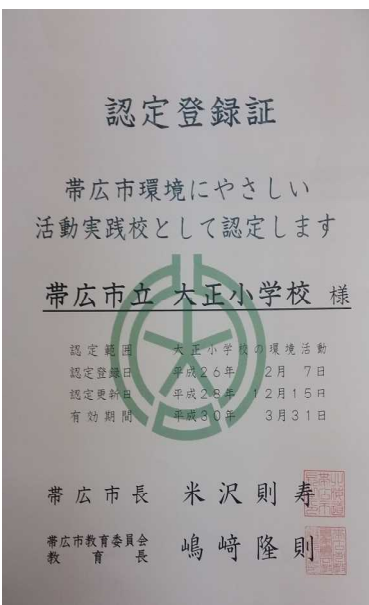 認定登録証
帯広市環境にやさしい
活動実践校として認定します
帯広市立 大正小学校 様
認定範囲 大正小学校の環境活動
認定登録日 平成26年 2月 7日
認定更新日 平成28年 12月15日
有効期間 平成30年 3月31日
帯広市長 米沢則寿
帯広市教育委員会
教育長 嶋﨑隆則